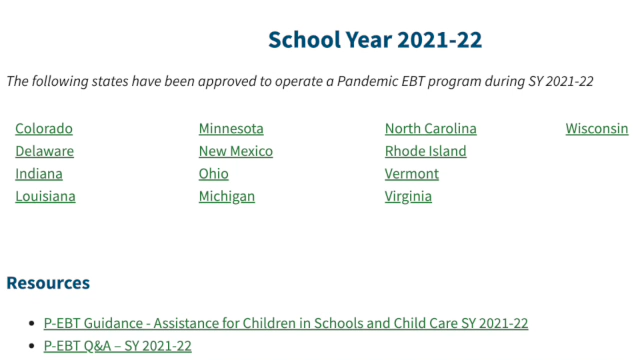 School Year 2021-22
The following states have been approved to operate a Pandemic EBT program during SY 2021-22
Colorado Minnesota North Carolina Wisconsin
Delaware New Mexico Rhode Island
Indiana Ohio Vermont
Louisiana Michigan Virginia
Resources
• P-EBT Guidance - Assistance for Children in Schools and Child Care SY 2021-22
• P-EBT Q&A – SY 2021-22